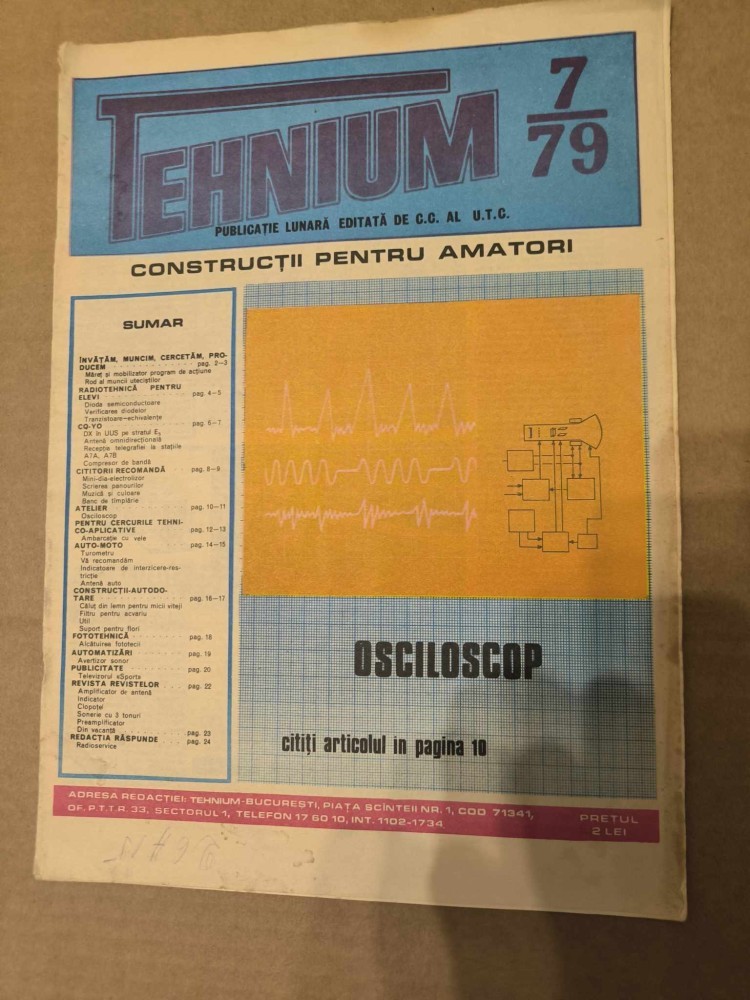 TEHNIUM
7
79
PUBLICAȚIE LUNARĂ EDITATĂ DE C.C. AL U.T.C.
CONSTRUCȚII PENTRU AMATORI
SUMAR
ÎNVĂȚĂM, MUNCIM, CERCETĂM, PRO-
DUCEM pag. 2—3
Măreț și mobilizator program de acțiune
Rod al muncii uteciștilor
RADIOTEHNICĂ PENTRU
ELEVI pag. 4—5
Dioda semiconductoare
Verificarea diodelor
Tranzistoare—echivalențe
CQ-YO pag. 6—7
DX în UUS pe stratul Es
Antenă omnidirecțională
Recepție telegrafiei la stațiile
A7A, A7B
Compresor de bandă
CITITORII RECOMANDĂ pag. 8—9
Mini-dia-electrolizor
Scrierea panourilor
Muzică și culoare
Banc de tîmplărie
ATELIER pag. 10—11
Osciloscop
PENTRU CERCURILE TEHNI-
CO-APLICATIVE pag. 12—13
Ambarcație cu vele
AUTO-MOTO pag. 14—15
Turometru
Vă recomandăm
Indicatoare de interzicere-res-
tricție
Antenă auto
CONSTRUCȚII-AUTODO-
TARE pag. 16—17
Căluț din lemn pentru micii viteji
Filtru pentru acvariu
Util
Suport pentru flori
FOTOTEHNICĂ pag. 18
Alcătuirea fototecii
AUTOMATIZĂRI pag. 19
Avertizor sonor
PUBLICITATE pag. 20
Televizorul «Sport»
REVISTA REVISTELOR pag. 22
Amplificator de antenă
Indicator
Clopoțel
Sonerie cu 3 tonuri
Preamplificator
Din vacanță pag. 23
REDACȚIA RĂSPUNDE pag. 24
Radioservice
OSCILOSCOP
citiți articolul in pagina 10
ADRESA REDACȚIEI: TEHNIUM-BUCUREȘTI, PIAȚA SCÎNTEII NR. 1, COD 71341,
OF. P.T.T.R. 33, SECTORUL 1, TELEFON 17 60 10, INT. 1102-1734
PREȚUL
2 LEI